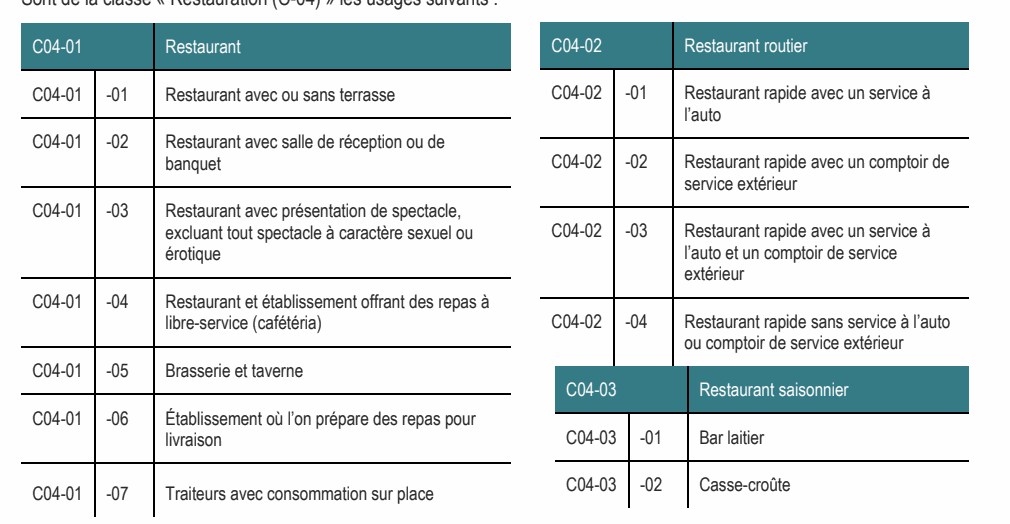 Sont de la classe « Restauration (C-04) » les usages suivants :
C04-01 Restaurant
C04-01 -01 Restaurant avec ou sans terrasse
C04-01 -02 Restaurant avec salle de réception ou de
banquet
C04-01 -03 Restaurant avec présentation de spectacle,
excluant tout spectacle à caractère sexuel ou
érotique
C04-01 -04 Restaurant et établissement offrant des repas à
libre-service (cafétéria)
C04-01 -05 Brasserie et taverne
C04-01 -06 Établissement où l’on prépare des repas pour
livraison
C04-01 -07 Traiteurs avec consommation sur place
C04-02 Restaurant routier
C04-02 -01 Restaurant rapide avec un service à
l’auto
C04-02 -02 Restaurant rapide avec un comptoir de
service extérieur
C04-02 -03 Restaurant rapide avec un service à
l’auto et un comptoir de service
extérieur
C04-02 -04 Restaurant rapide sans service à l’auto
ou comptoir de service extérieur
C04-03 Restaurant saisonnier
C04-03 -01 Bar laitier
C04-03 -02 Casse-croûte